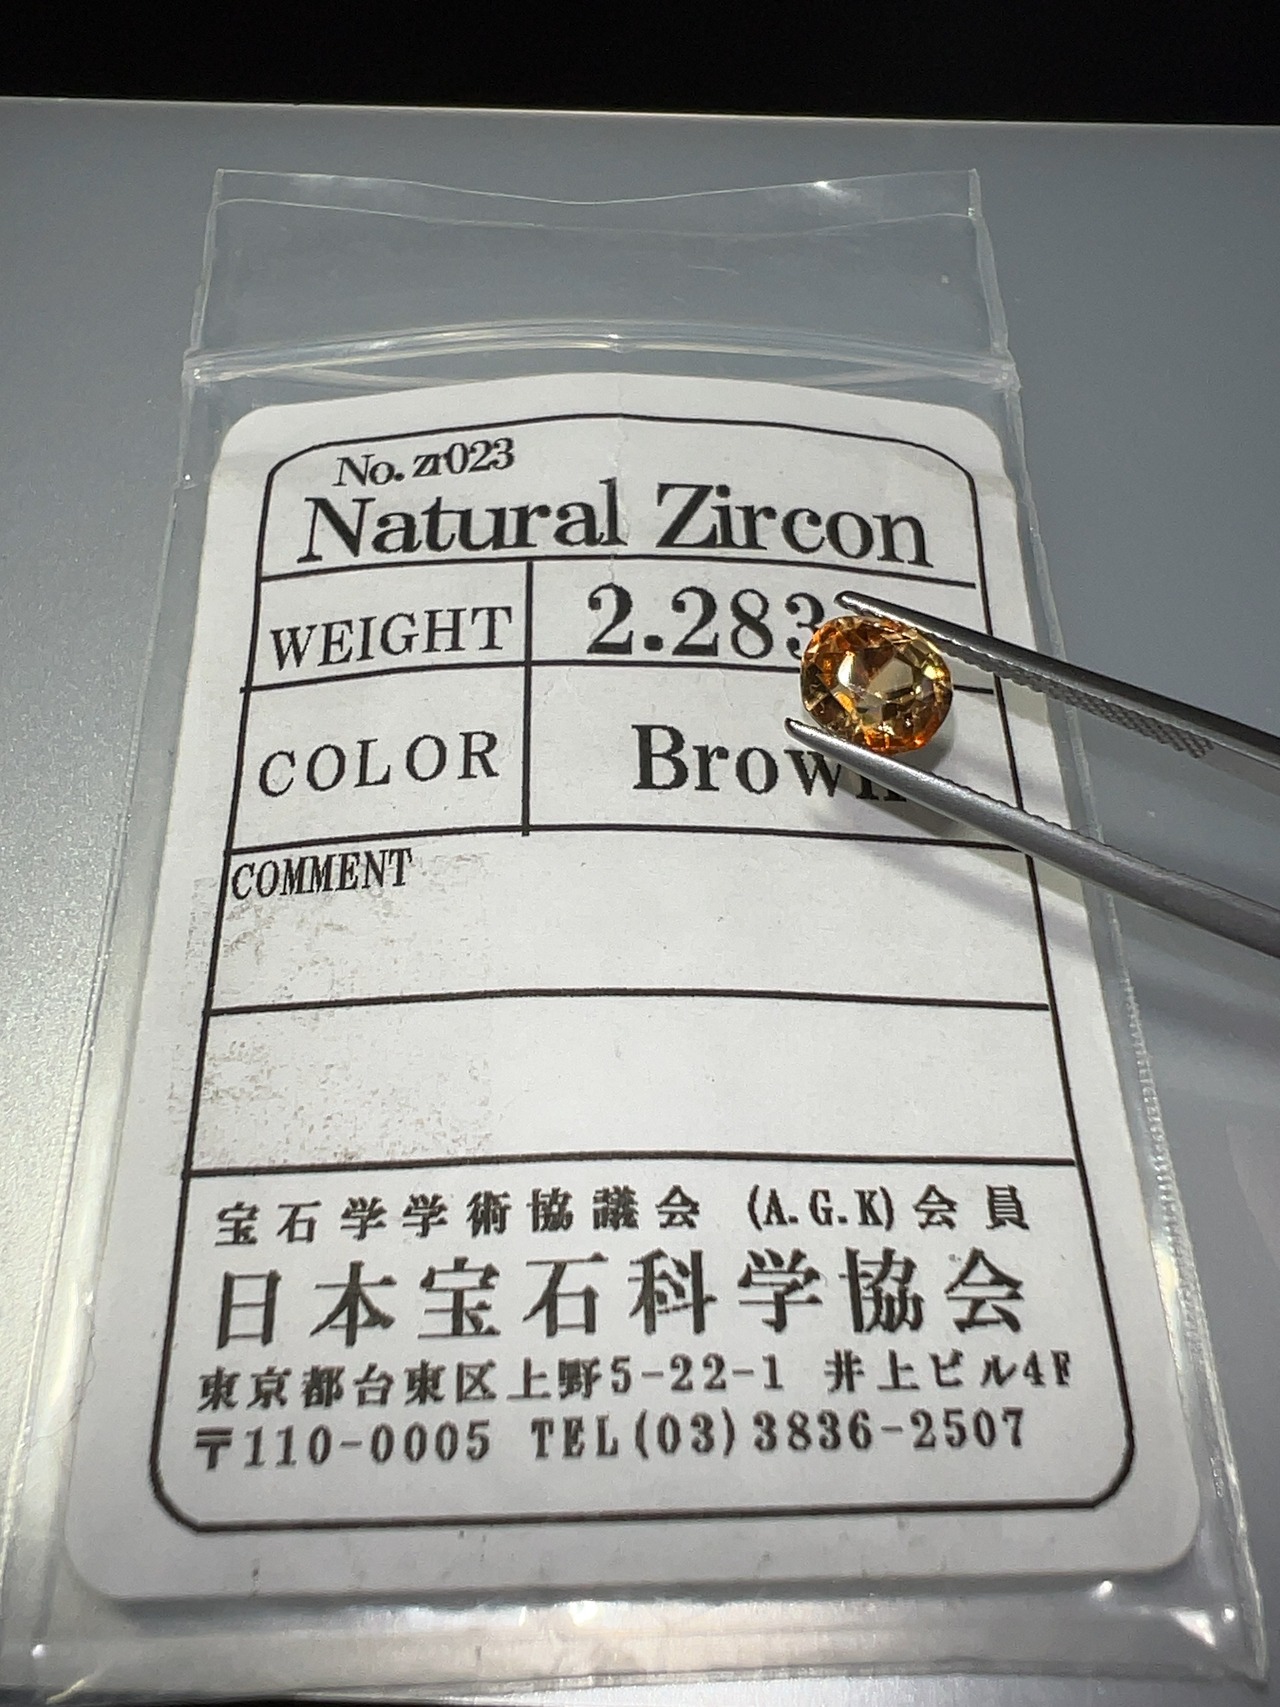 No. zr023
Natural Zircon
WEIGHT 2.283
COLOR Brown
COMMENT
宝石学学術協議会 (A.G.K)会員
日本宝石科学協会
東京都台東区上野5-22-1 井上ビル4F
〒110-0005 TEL(03)3836-2507